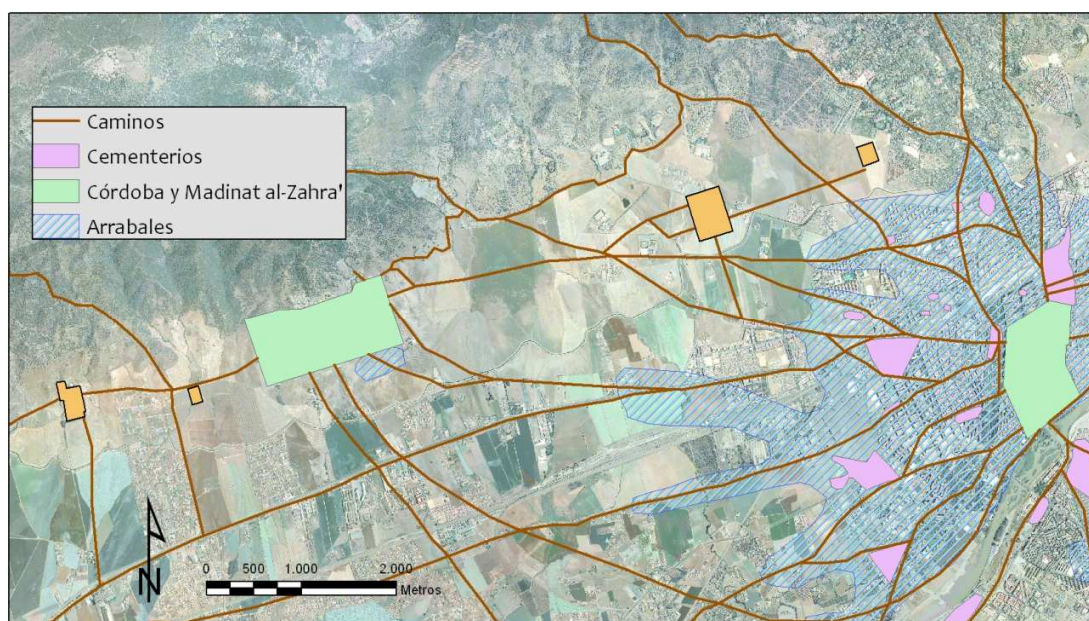 Caminos
Cementerios
Córdoba y Madinat al-Zahra'
Arrabales
N
0 500 1.000 2.000
Metros